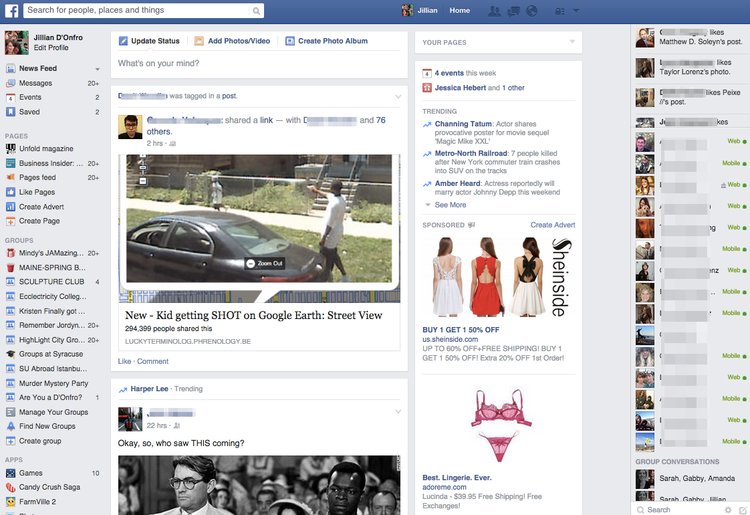 Search for people, places and things
Jillian
Home
Jillian D'Onfro
Edit Profile
News Feed
Messages 20+
Events 2
Saved 2
PAGES
Unfold magazine
Business Insider: ... 20+
Pages feed 20+
Like Pages
Create Advert
Create Page
GROUPS
Mindy's JAMazing... 20+
MAINE-SPRING B...
SCULPTURE CLUB 4
Ecclectricity Colleg...
Kristen Finally got ...
Remember Jordyn... 20+
HighLight City Gr... 20+
Groups at Syracuse
SU Abroad Istanbu...
Murder Mystery Party
Are You a D'Onfro? 1
Manage Your Groups
Find New Groups
Create group
APPS
Games 10
Candy Crush Saga
FarmVille 2
Update Status
Add Photos/Video
Create Photo Album
What's on your mind?
was tagged in a post.
shared a link — with D and 76
others.
2 hrs ·
Zoom Out
New - Kid getting SHOT on Google Earth: Street View
294,399 people shared this
LUCKYTERMINOLOG.PHRENOLOGY.BE
Like · Comment
Harper Lee · Trending
22 hrs ·
Okay, so, who saw THIS coming?
YOUR PAGES
4 events this week
Jessica Hebert and 1 other
TRENDING
Channing Tatum: Actor shares
provocative poster for movie sequel
'Magic Mike XXL'
Metro-North Railroad: 7 people killed
after New York commuter train crashes
into SUV on the tracks
Amber Heard: Actress reportedly will
marry actor Johnny Depp this weekend
See More
SPONSORED
Create Advert
Sheinside
BUY 1 GET 1 50% OFF
us.sheinside.com
UP TO 60% OFF+FREE SHIPPING! BUY 1
GET 1 50% OFF! Extra 20% OFF 1st Order!
Best. Lingerie. Ever.
adoreme.com
Lucinda - $39.95 Free Shipping! Free
Exchanges!
likes
Matthew D. Soleyn's post.
likes
Taylor Lorenz's photo.
likes Peixe
//'s post.
likes
Web
Mobile
Web
Web
Web
Mobile
Web
Mobile
Mobile
Mobile
Mobile
Web
Mobile
Web
Mobile
GROUP CONVERSATIONS
Sarah, Gabby, Amanda
Sarah, Gabby, Jillian
Search